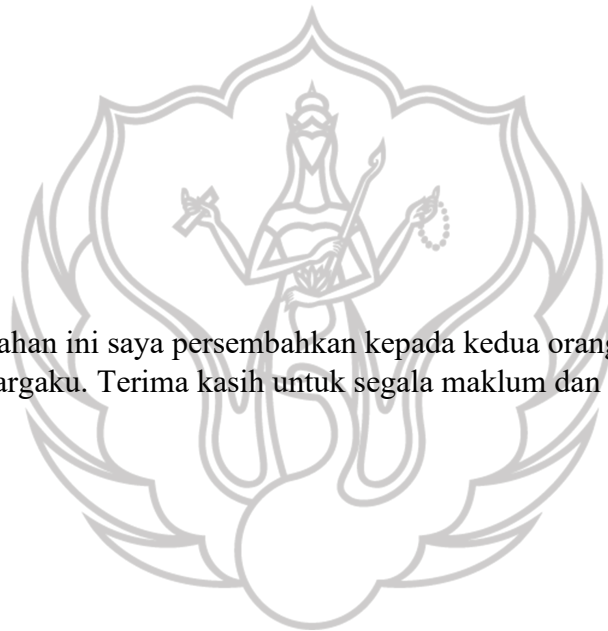 ahan ini saya persembahkan kepada kedua orang
argaku. Terima kasih untuk segala maklum dan